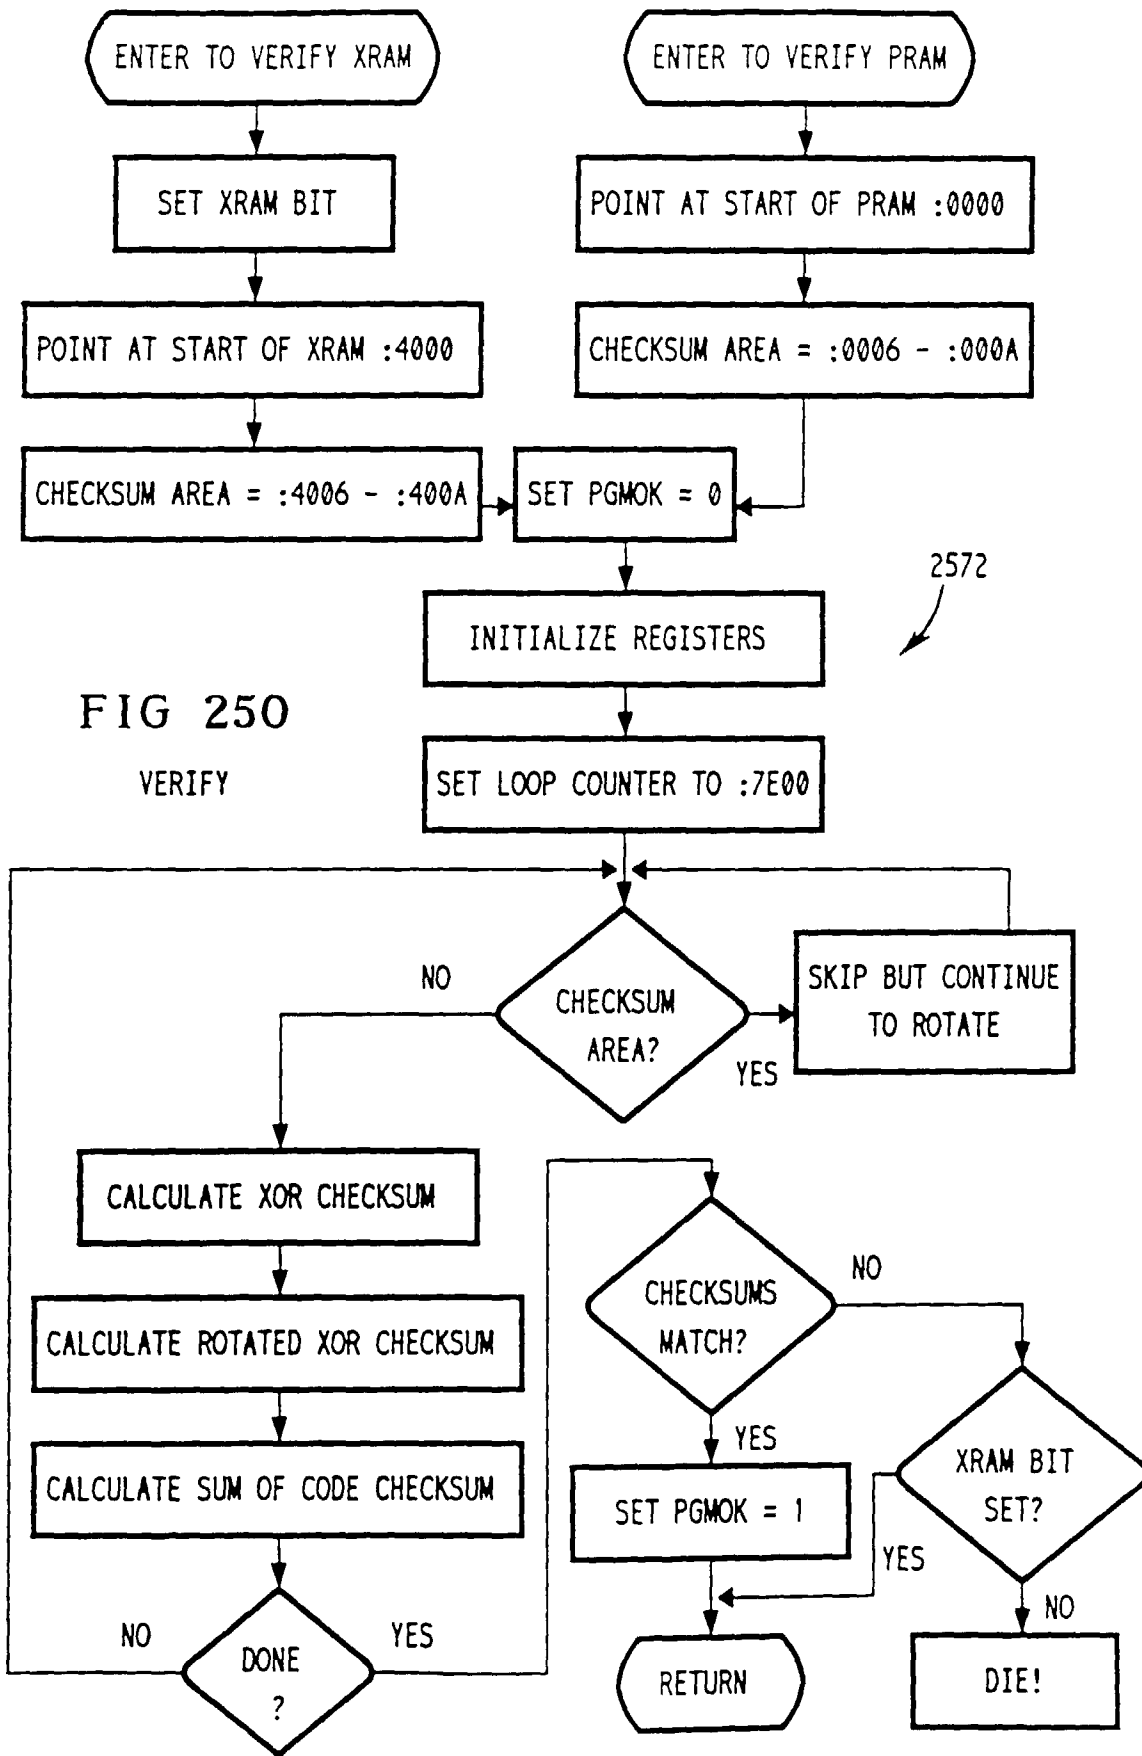 ENTER TO VERIFY XRAM
ENTER TO VERIFY PRAM
SET XRAM BIT
POINT AT START OF PRAM :0000
POINT AT START OF XRAM :4000
CHECKSUM AREA = :0006 - :000A
CHECKSUM AREA = :4006 - :400A
SET PGMOK = 0
2572
INITIALIZE REGISTERS
FIG 250
VERIFY
SET LOOP COUNTER TO :7E00
NO
CHECKSUM
AREA?
YES
SKIP BUT CONTINUE
TO ROTATE
CALCULATE XOR CHECKSUM
CALCULATE ROTATED XOR CHECKSUM
CALCULATE SUM OF CODE CHECKSUM
NO
DONE
?
YES
CHECKSUMS
MATCH?
NO
YES
SET PGMOK = 1
XRAM BIT
SET?
YES
NO
RETURN
DIE!